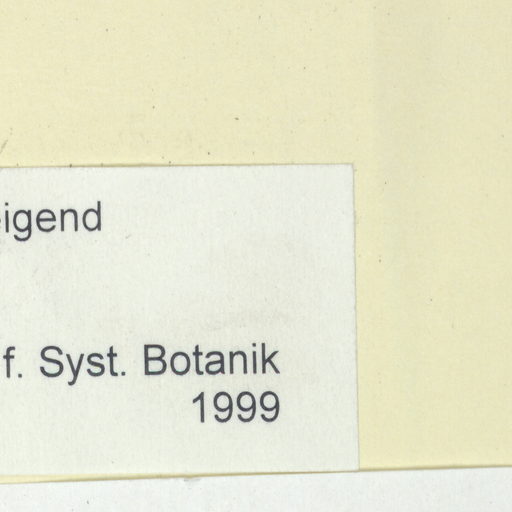 eigend
f. Syst. Botanik
1999